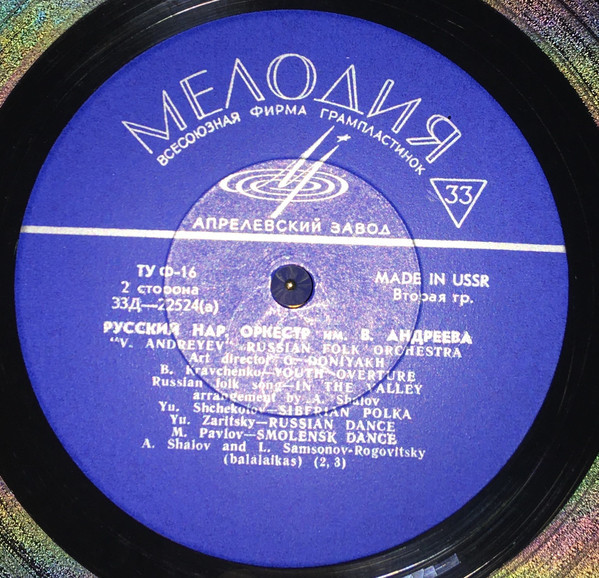 МЕЛОДИЯ
ВСЕСОЮЗНАЯ ФИРМА ГРАМПЛАСТИНОК
33
АПРЕЛЕВСКИЙ ЗАВОД
ТУ Ф-16
2 сторона
33Д—22524(а)
MADE IN USSR
Вторая гр.
РУССКИЙ НАР. ОРКЕСТР им. В. АНДРЕЕВА
"V. ANDREYEV" RUSSIAN FOLK ORCHESTRA
Art director G. DONIYAKH
B. Kravchenko—YOUTH OVERTURE
Russian folk song—IN THE VALLEY
arrangement by A. Shalov
Yu. Shchekotov—SIBERIAN POLKA
Yu. Zaritsky—RUSSIAN DANCE
M. Pavlov—SMOLENSK DANCE
A. Shalov and L. Samsonov-Rogovitsky
(balalaikas) (2, 3)